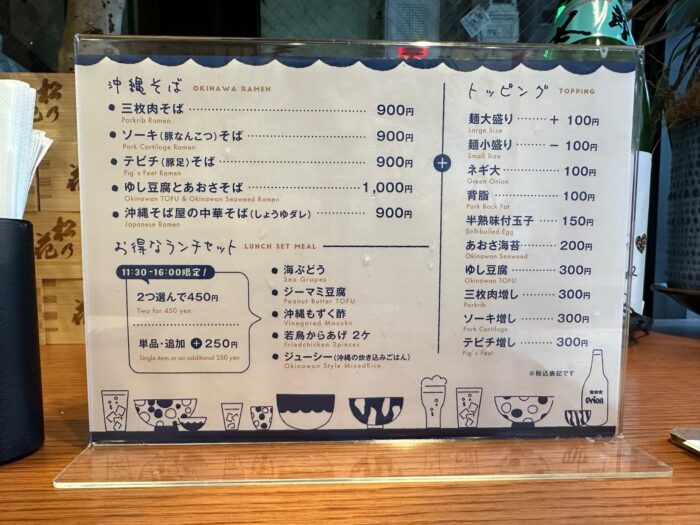 沖縄そば OKINAWA RAMEN
三枚肉そば 900円
Porkrib Ramen
ソーキ(豚なんこつ)そば 900円
Pork Cartilage Ramen
テビチ(豚足)そば 900円
Pig's Feet Ramen
ゆし豆腐とあおさそば 1,000円
Okinawan TOFU & Okinawan Seaweed Ramen
沖縄そば屋の中華そば(しょうゆダレ) 900円
Japanese Ramen
お得なランチセット LUNCH SET MEAL
11:30-16:00限定!
2つ選んで450円
Two for 450 yen
単品・追加 +250円
Single item or an additional 250 yen
海ぶどう
Sea Grapes
ジーマミ豆腐
Peanut Butter TOFU
沖縄もずく酢
Vinegared Mozuku
若鳥からあげ 2ケ
Friedchicken 2pieces
ジューシー(沖縄の炊き込みごはん)
Okinawan Style MixedRice
+
トッピング TOPPING
麺大盛り + 100円
Large Size
麺小盛り - 100円
Small Size
ネギ大 100円
Green Onion
背脂 100円
Pork Back Fat
半熟味付玉子 150円
Softboiled Egg
あおさ海苔 200円
Okinawan Seaweed
ゆし豆腐 300円
Okinawan TOFU
三枚肉増し 300円
Porkrib
ソーキ増し 300円
Pork Cartilage
テビチ増し 300円
Pig's Feet
※税込表記です
Orion
松乃花
松乃花